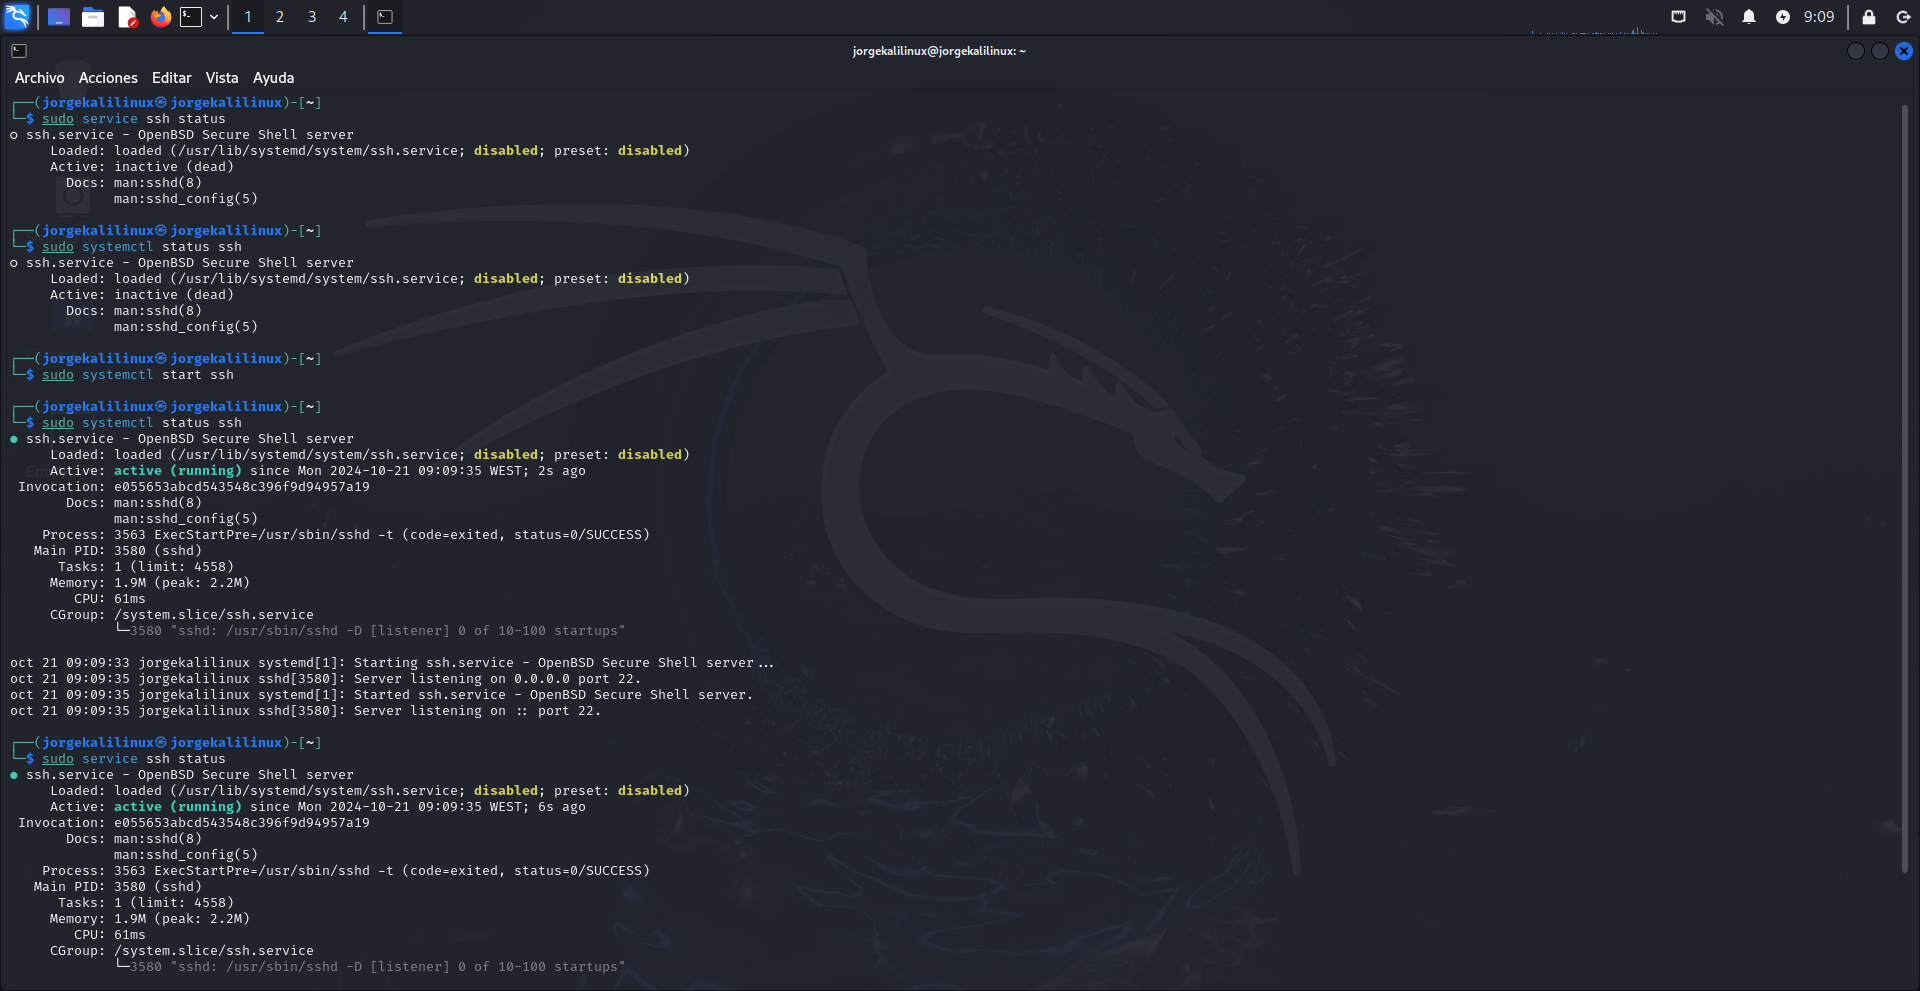 1 2 3 4 9:09
jorgekalilinux@jorgekalilinux: ~
Archivo Acciones Editar Vista Ayuda
┌──(jorgekalilinux㉿jorgekalilinux)-[~]
└─$ sudo service ssh status
○ ssh.service - OpenBSD Secure Shell server
Loaded: loaded (/usr/lib/systemd/system/ssh.service; disabled; preset: disabled)
Active: inactive (dead)
Docs: man:sshd(8)
man:sshd_config(5)
┌──(jorgekalilinux㉿jorgekalilinux)-[~]
└─$ sudo systemctl status ssh
○ ssh.service - OpenBSD Secure Shell server
Loaded: loaded (/usr/lib/systemd/system/ssh.service; disabled; preset: disabled)
Active: inactive (dead)
Docs: man:sshd(8)
man:sshd_config(5)
┌──(jorgekalilinux㉿jorgekalilinux)-[~]
└─$ sudo systemctl start ssh
┌──(jorgekalilinux㉿jorgekalilinux)-[~]
└─$ sudo systemctl status ssh
● ssh.service - OpenBSD Secure Shell server
Loaded: loaded (/usr/lib/systemd/system/ssh.service; disabled; preset: disabled)
Active: active (running) since Mon 2024-10-21 09:09:35 WEST; 2s ago
Invocation: e055653abcd543548c396f9d94957a19
Docs: man:sshd(8)
man:sshd_config(5)
Process: 3563 ExecStartPre=/usr/sbin/sshd -t (code=exited, status=0/SUCCESS)
Main PID: 3580 (sshd)
Tasks: 1 (limit: 4558)
Memory: 1.9M (peak: 2.2M)
CPU: 61ms
CGroup: /system.slice/ssh.service
└─3580 "sshd: /usr/sbin/sshd -D [listener] 0 of 10-100 startups"
oct 21 09:09:33 jorgekalilinux systemd[1]: Starting ssh.service - OpenBSD Secure Shell server...
oct 21 09:09:35 jorgekalilinux sshd[3580]: Server listening on 0.0.0.0 port 22.
oct 21 09:09:35 jorgekalilinux systemd[1]: Started ssh.service - OpenBSD Secure Shell server.
oct 21 09:09:35 jorgekalilinux sshd[3580]: Server listening on :: port 22.
┌──(jorgekalilinux㉿jorgekalilinux)-[~]
└─$ sudo service ssh status
● ssh.service - OpenBSD Secure Shell server
Loaded: loaded (/usr/lib/systemd/system/ssh.service; disabled; preset: disabled)
Active: active (running) since Mon 2024-10-21 09:09:35 WEST; 6s ago
Invocation: e055653abcd543548c396f9d94957a19
Docs: man:sshd(8)
man:sshd_config(5)
Process: 3563 ExecStartPre=/usr/sbin/sshd -t (code=exited, status=0/SUCCESS)
Main PID: 3580 (sshd)
Tasks: 1 (limit: 4558)
Memory: 1.9M (peak: 2.2M)
CPU: 61ms
CGroup: /system.slice/ssh.service
└─3580 "sshd: /usr/sbin/sshd -D [listener] 0 of 10-100 startups"